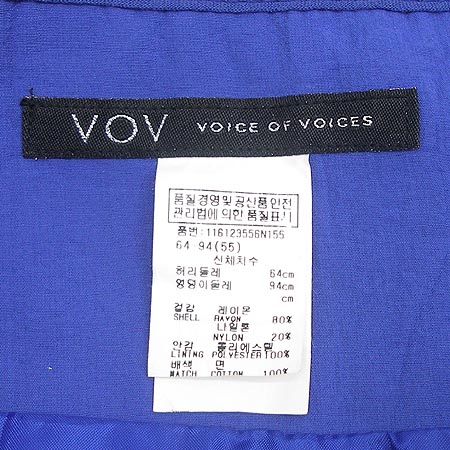 VOV VOICE OF VOICES
품질경영및공산품안전
관리법에의한품질표기
품번:116123556N155
64-94(55)
신체치수
허리둘레 64cm
엉덩이둘레 94cm
cm
겉감 레이온
SHELL RAYON 80%
나일론
NYLON 20%
안감 폴리에스텔
LINING POLYESTER 100%
배색 면
MATCH COTTON 100%